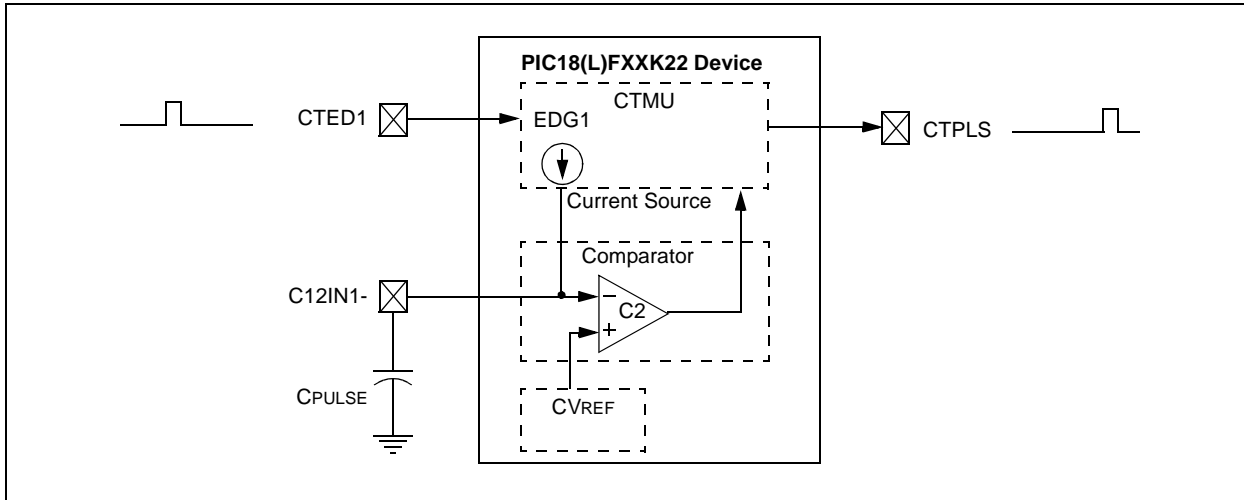 PIC18(L)FXXK22 Device
CTMU
CTED1
EDG1
CTPLS
Current Source
Comparator
C12IN1-
C2
CPULSE
CVREF